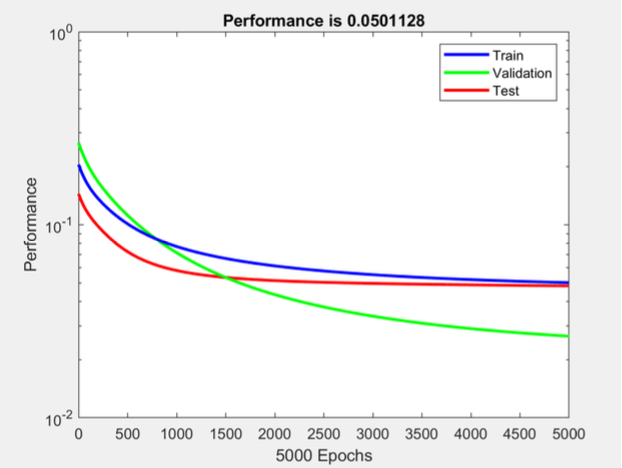 Performance is 0.0501128
10^0
Train
Validation
Test
Performance
10^-1
10^-2
0 500 1000 1500 2000 2500 3000 3500 4000 4500 5000
5000 Epochs